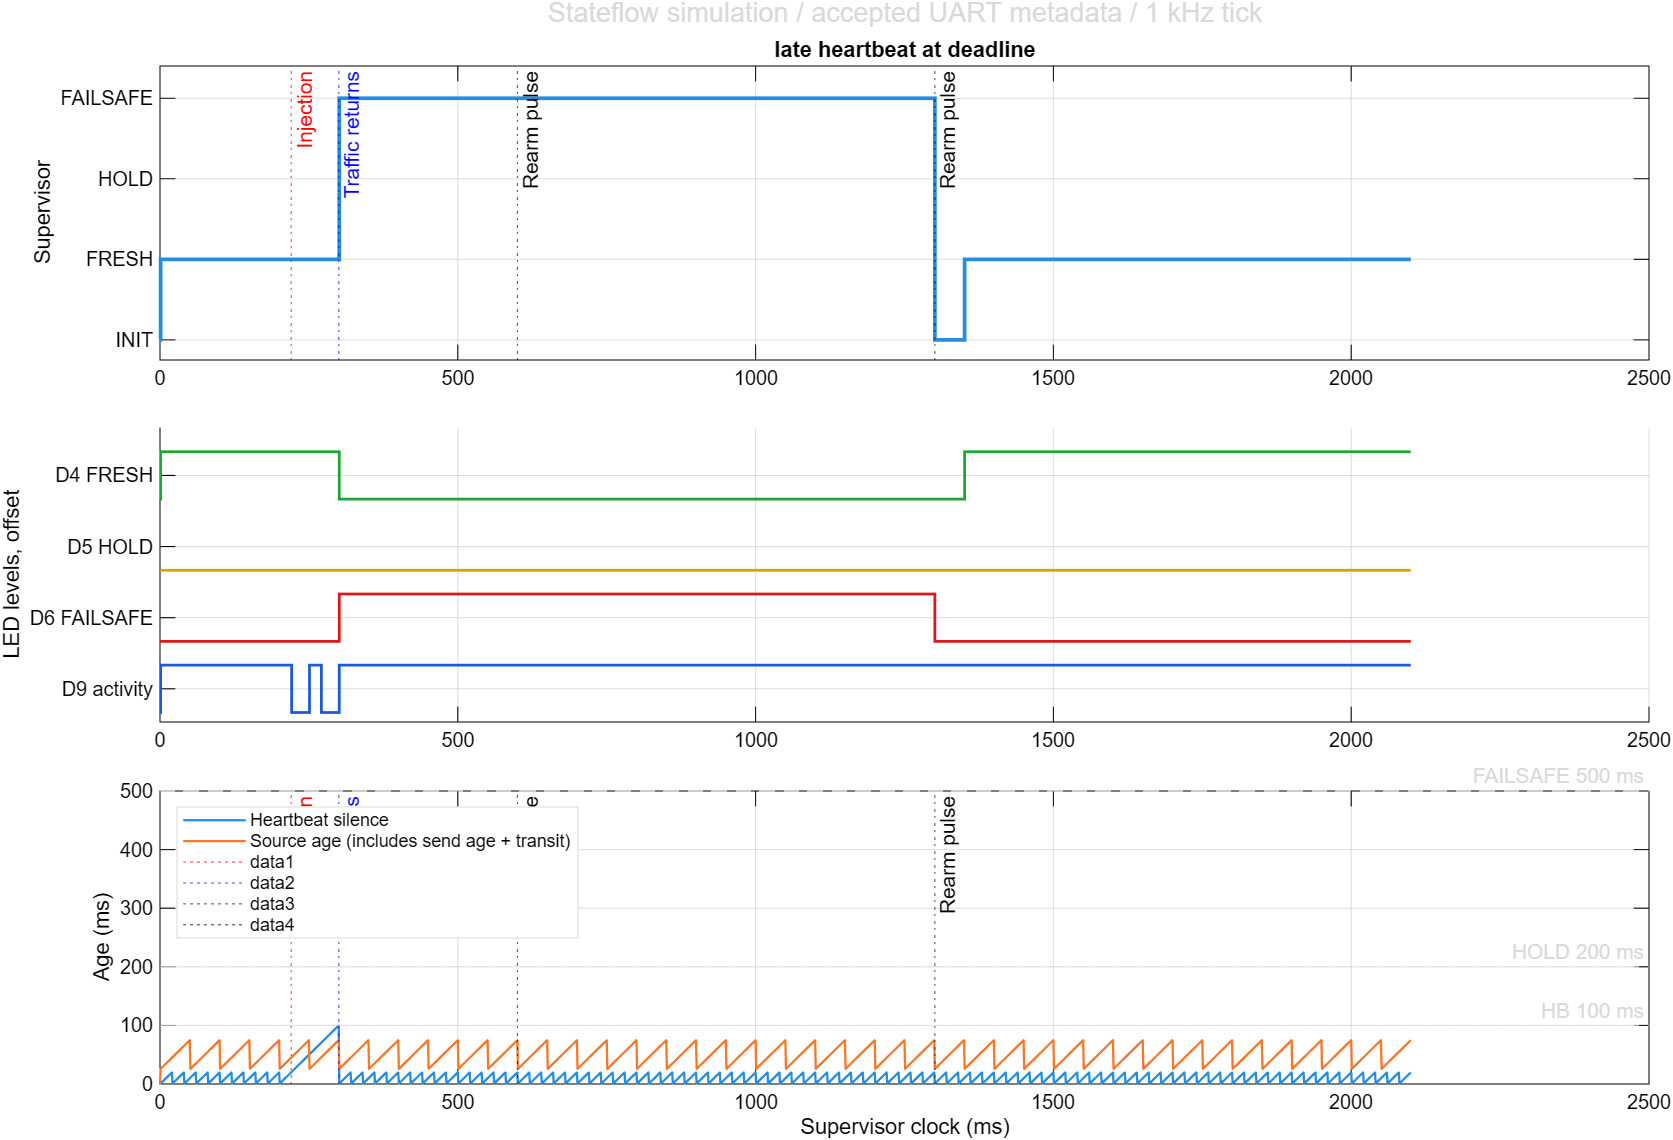 Stateflow simulation / accepted UART metadata / 1 kHz tick
late heartbeat at deadline
Supervisor
FAILSAFE
HOLD
FRESH
INIT
Injection
Traffic returns
Rearm pulse
Rearm pulse
0 500 1000 1500 2000 2500
LED levels, offset
D4 FRESH
D5 HOLD
D6 FAILSAFE
D9 activity
0 500 1000 1500 2000 2500
Age (ms)
500
400
300
200
100
0
n
s
e
Rearm pulse
FAILSAFE 500 ms
HOLD 200 ms
HB 100 ms
Heartbeat silence
Source age (includes send age + transit)
data1
data2
data3
data4
0 500 1000 1500 2000 2500
Supervisor clock (ms)